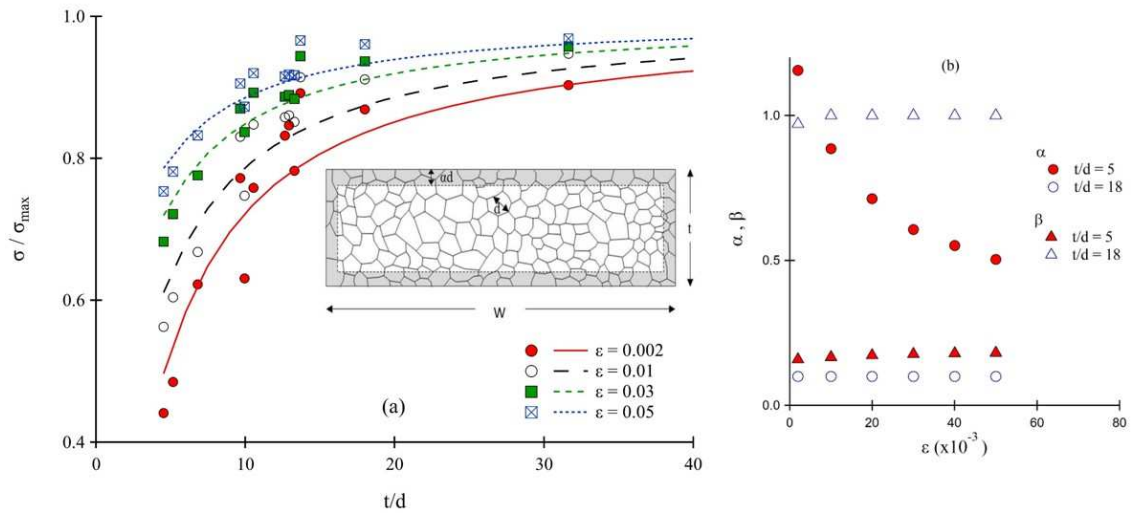 1.0
0.8
0.6
0.4
σ / σmax
0
10
20
30
40
t/d
αd
d
t
W
ε = 0.002
ε = 0.01
ε = 0.03
ε = 0.05
(a)
(b)
1.0
0.5
0.0
α , β
0
20
40
60
80
ε (x10-3)
α
t/d = 5
t/d = 18
β
t/d = 5
t/d = 18